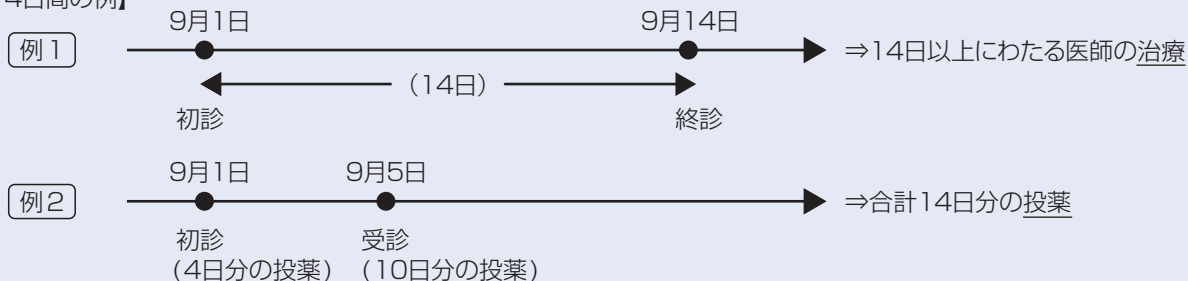 4日間の例】
9月1日 9月14日
例1 ⇒14日以上にわたる医師の治療
(14日)
初診 終診
9月1日 9月5日
例2 ⇒合計14日分の投薬
初診 受診
(4日分の投薬) (10日分の投薬)